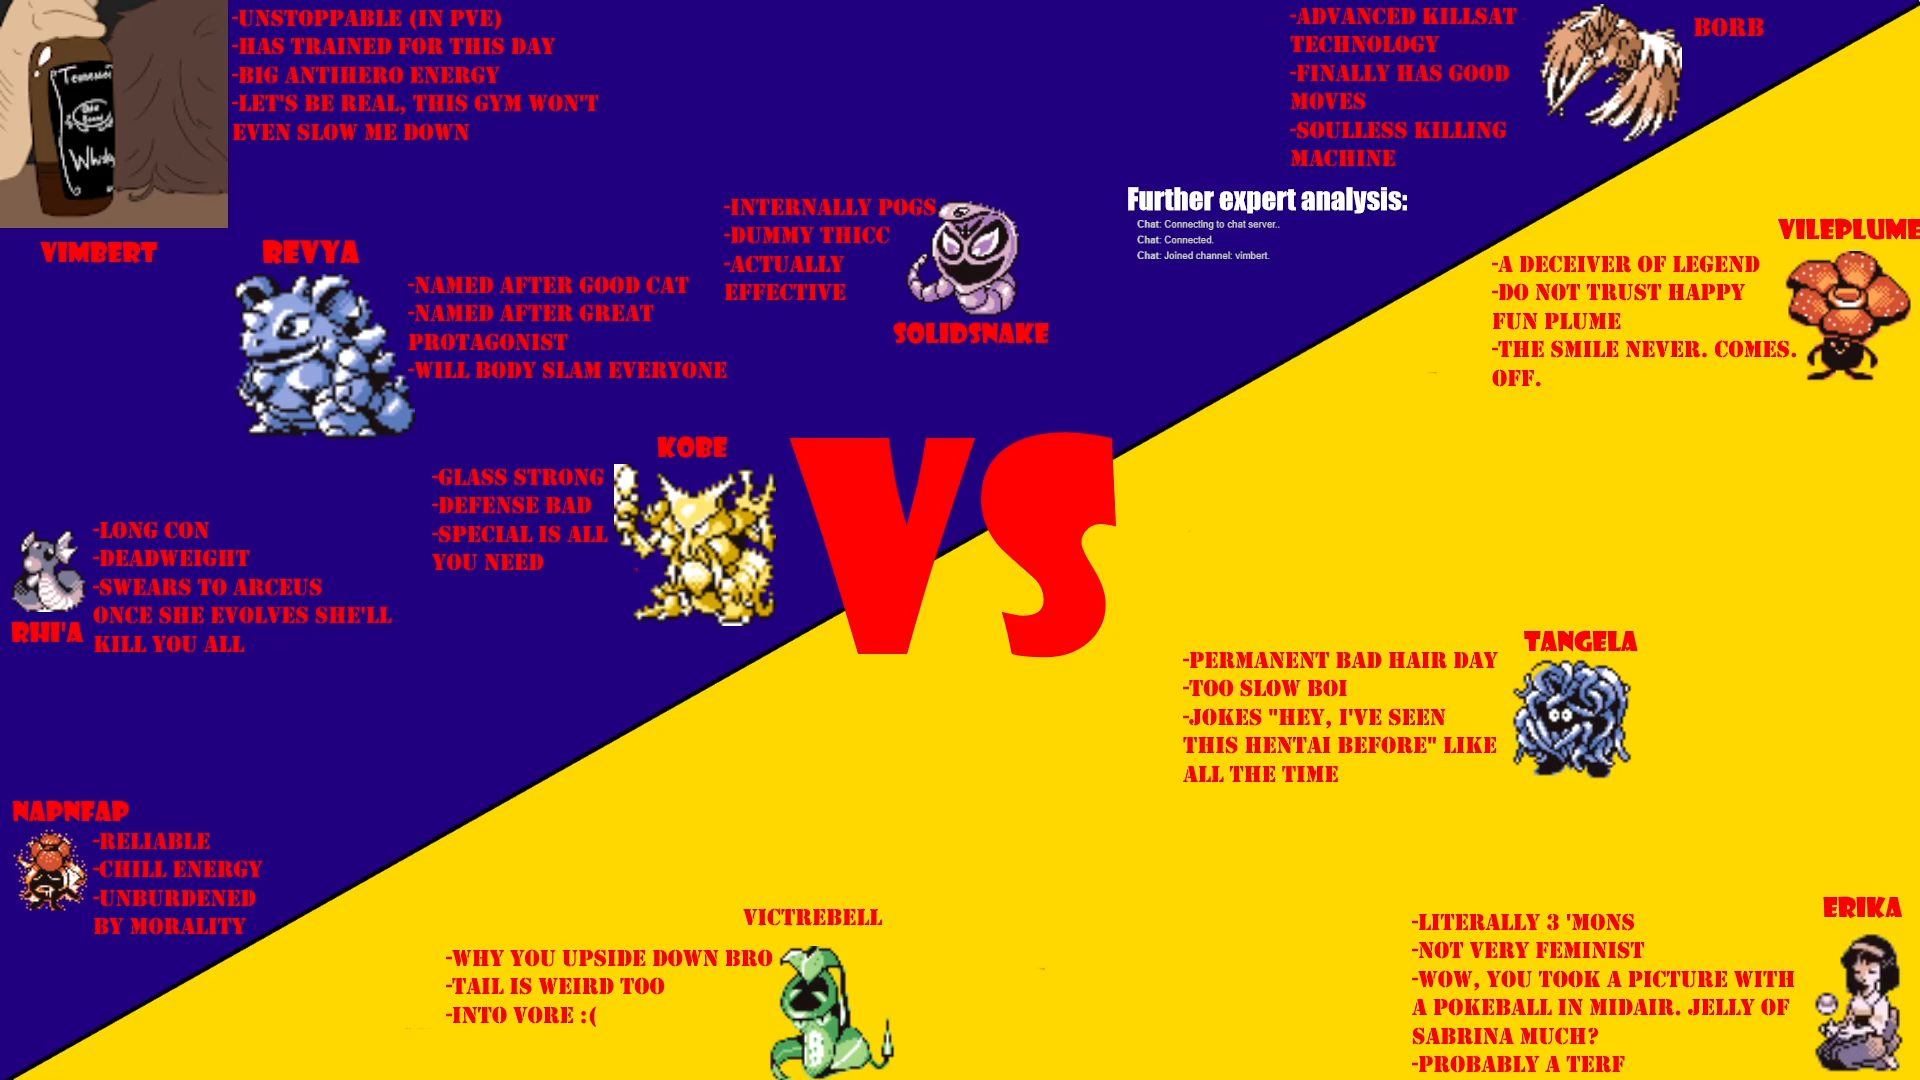 Tennessee
Whisky
-UNSTOPPABLE (IN PVE)
-HAS TRAINED FOR THIS DAY
-BIG ANTIHERO ENERGY
-LET'S BE REAL, THIS GYM WON'T
EVEN SLOW ME DOWN
VIMBERT
-ADVANCED KILLSAT
TECHNOLOGY
-FINALLY HAS GOOD
MOVES
-SOULLESS KILLING
MACHINE
BORB
REVYA
-NAMED AFTER GOOD CAT
-NAMED AFTER GREAT
PROTAGONIST
-WILL BODY SLAM EVERYONE
-INTERNALLY POGS
-DUMMY THICC
-ACTUALLY
EFFECTIVE
SOLIDSNAKE
Further expert analysis:
Chat: Connecting to chat server..
Chat: Connected.
Chat: Joined channel: vimbert.
VILEPLUME
-A DECEIVER OF LEGEND
-DO NOT TRUST HAPPY
FUN PLUME
-THE SMILE NEVER. COMES.
OFF.
KOBE
-GLASS STRONG
-DEFENSE BAD
-SPECIAL IS ALL
YOU NEED
VS
-LONG CON
-DEADWEIGHT
-SWEARS TO ARCEUS
ONCE SHE EVOLVES SHE'LL
KILL YOU ALL
RHI'A
TANGELA
-PERMANENT BAD HAIR DAY
-TOO SLOW BOI
-JOKES "HEY, I'VE SEEN
THIS HENTAI BEFORE" LIKE
ALL THE TIME
NAPNFAP
-RELIABLE
-CHILL ENERGY
-UNBURDENED
BY MORALITY
VICTREBELL
-WHY YOU UPSIDE DOWN BRO
-TAIL IS WEIRD TOO
-INTO VORE :(
ERIKA
-LITERALLY 3 'MONS
-NOT VERY FEMINIST
-WOW, YOU TOOK A PICTURE WITH
A POKEBALL IN MIDAIR. JELLY OF
SABRINA MUCH?
-PROBABLY A TERF